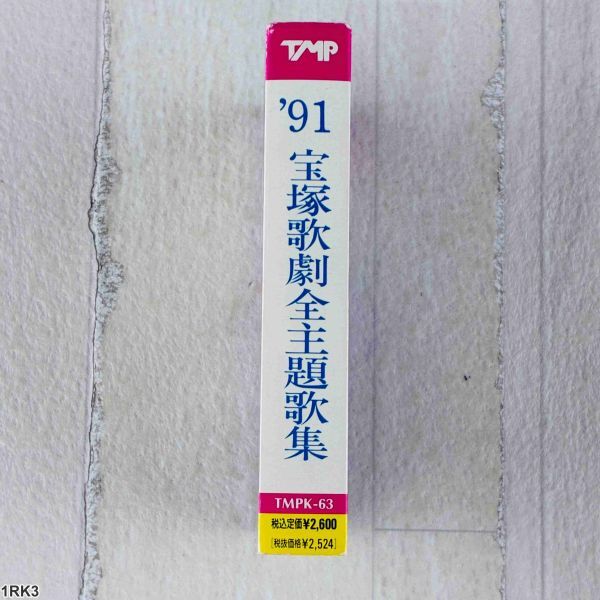 TMP
'91 宝塚歌劇全主題歌集
TMPK-63
税込定価¥2,600
[税抜価格¥2,524]
1RK3